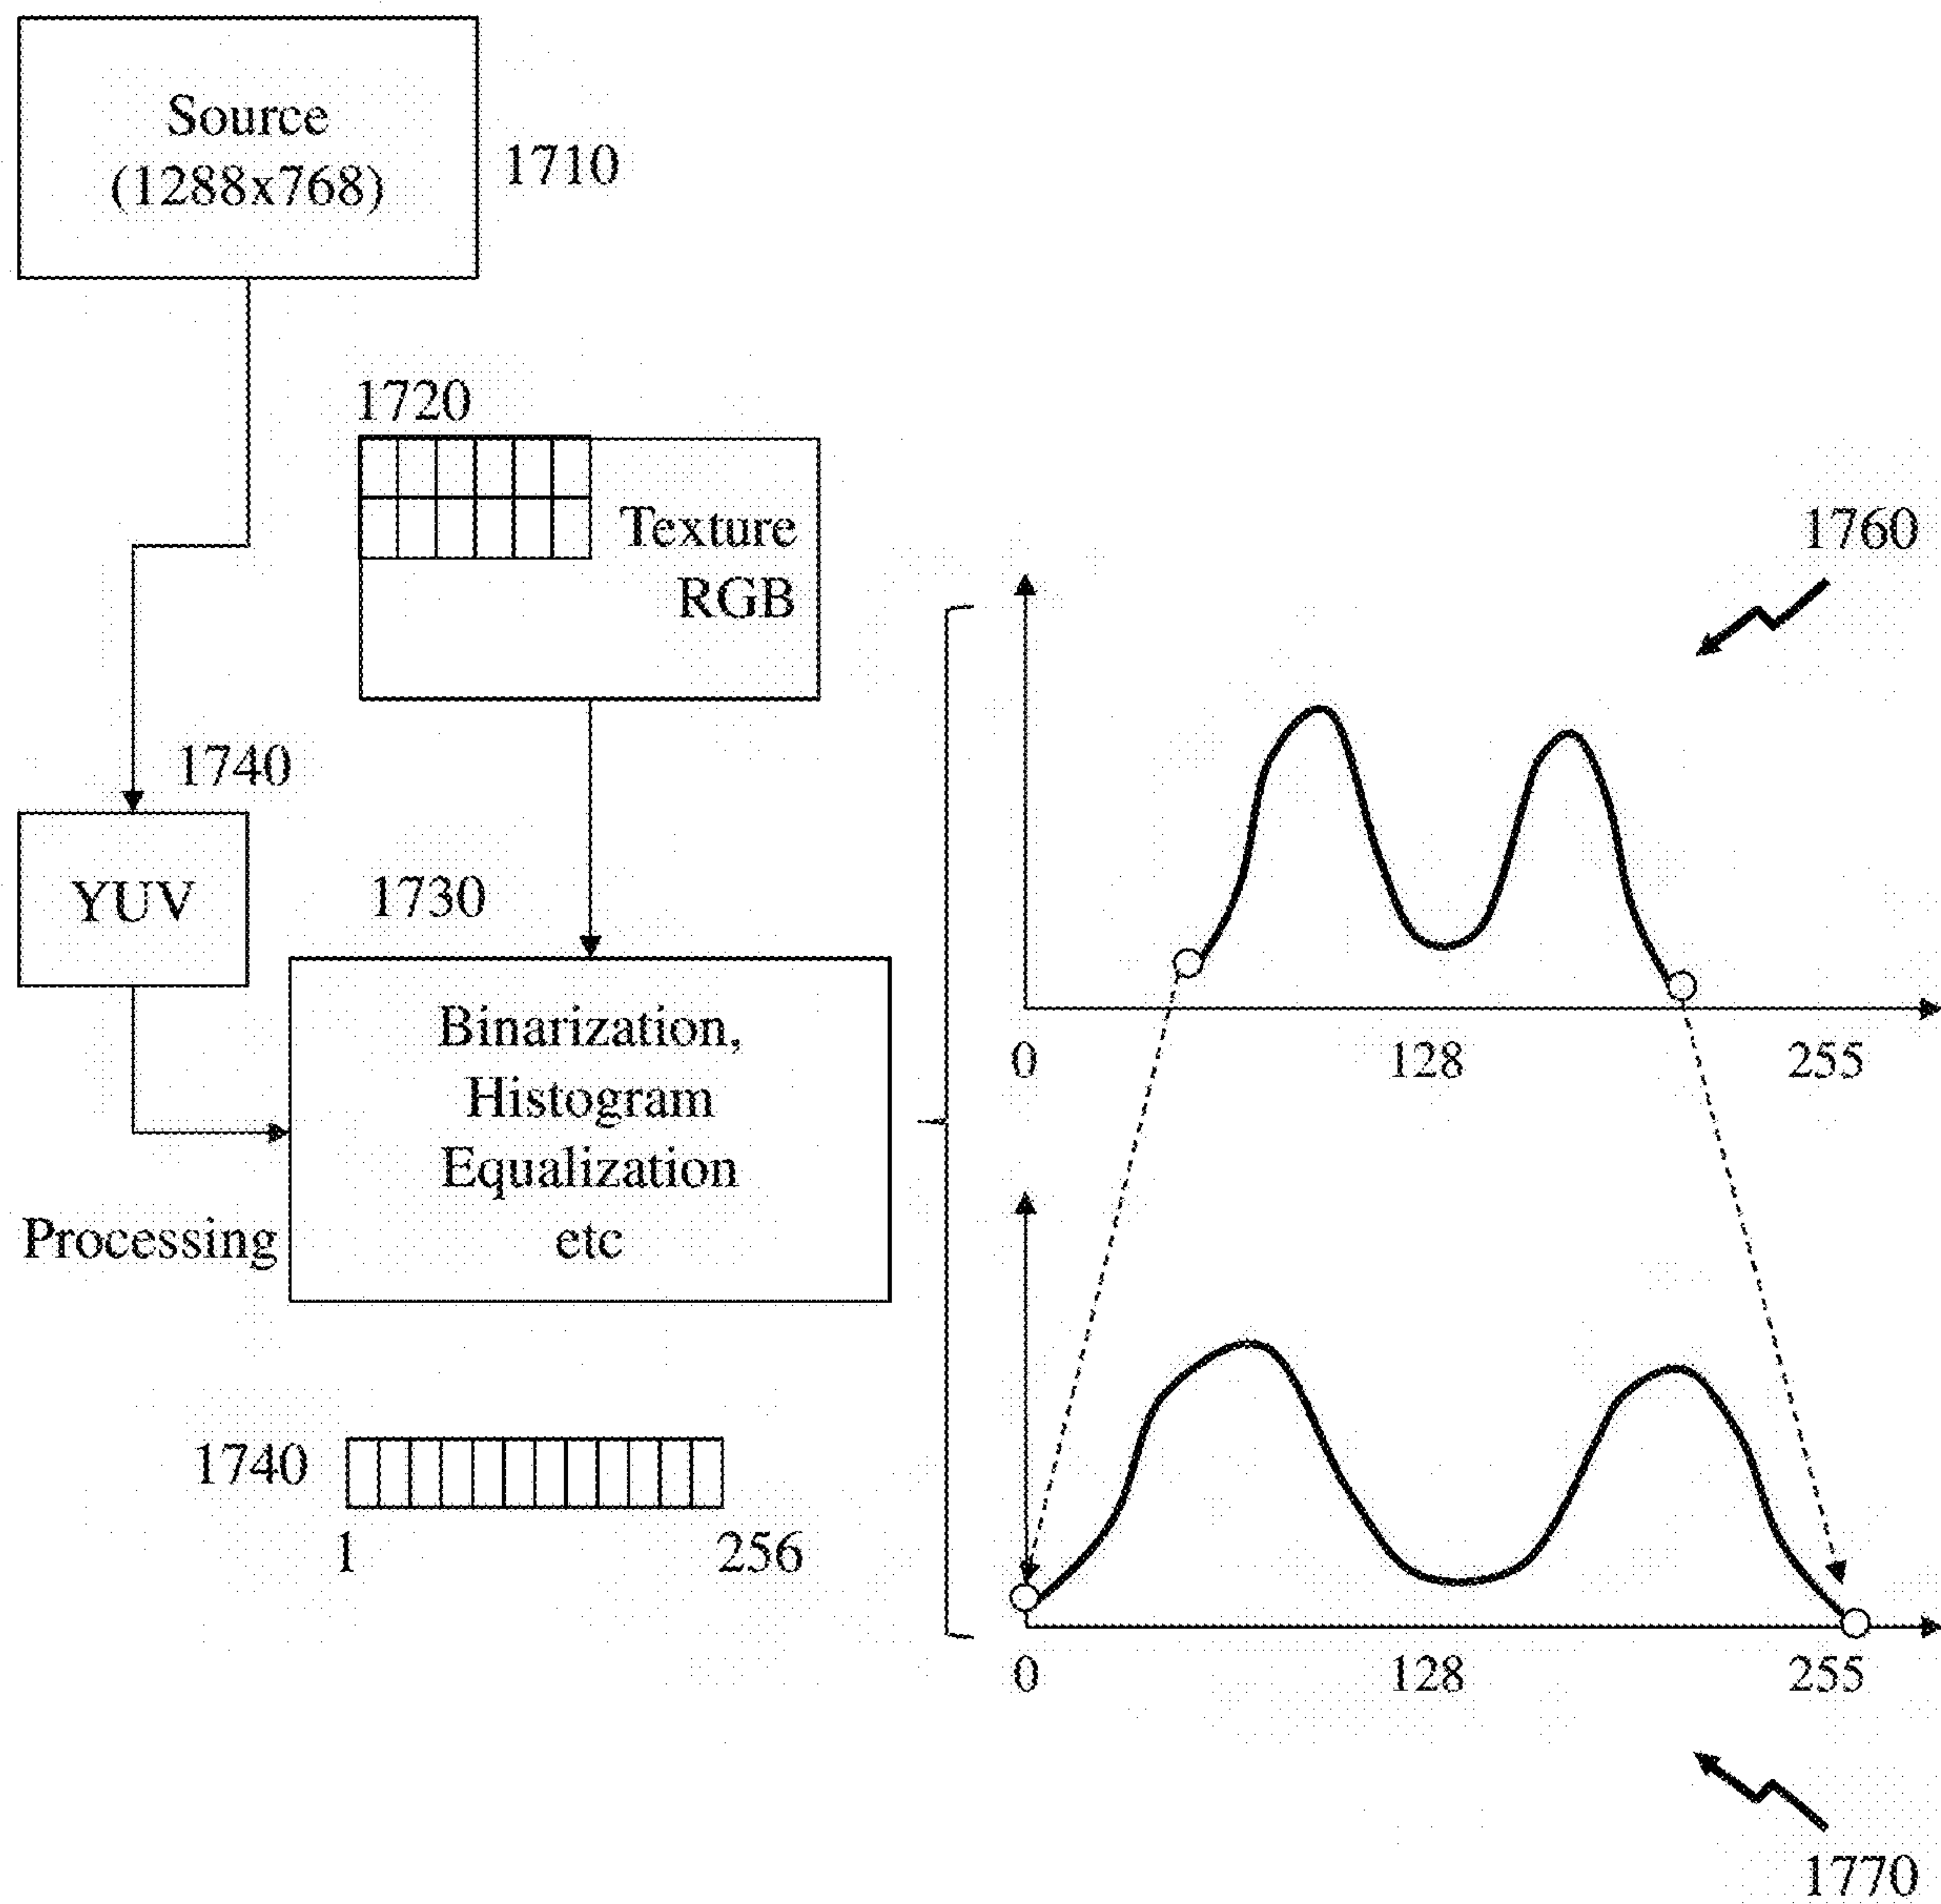 Source
(1288x768)
1710
1720
Texture
RGB
1760
1740
YUV
1730
Binarization,
Histogram
Equalization
etc
Processing
0
128
255
1740
1
256
0
128
255
1770